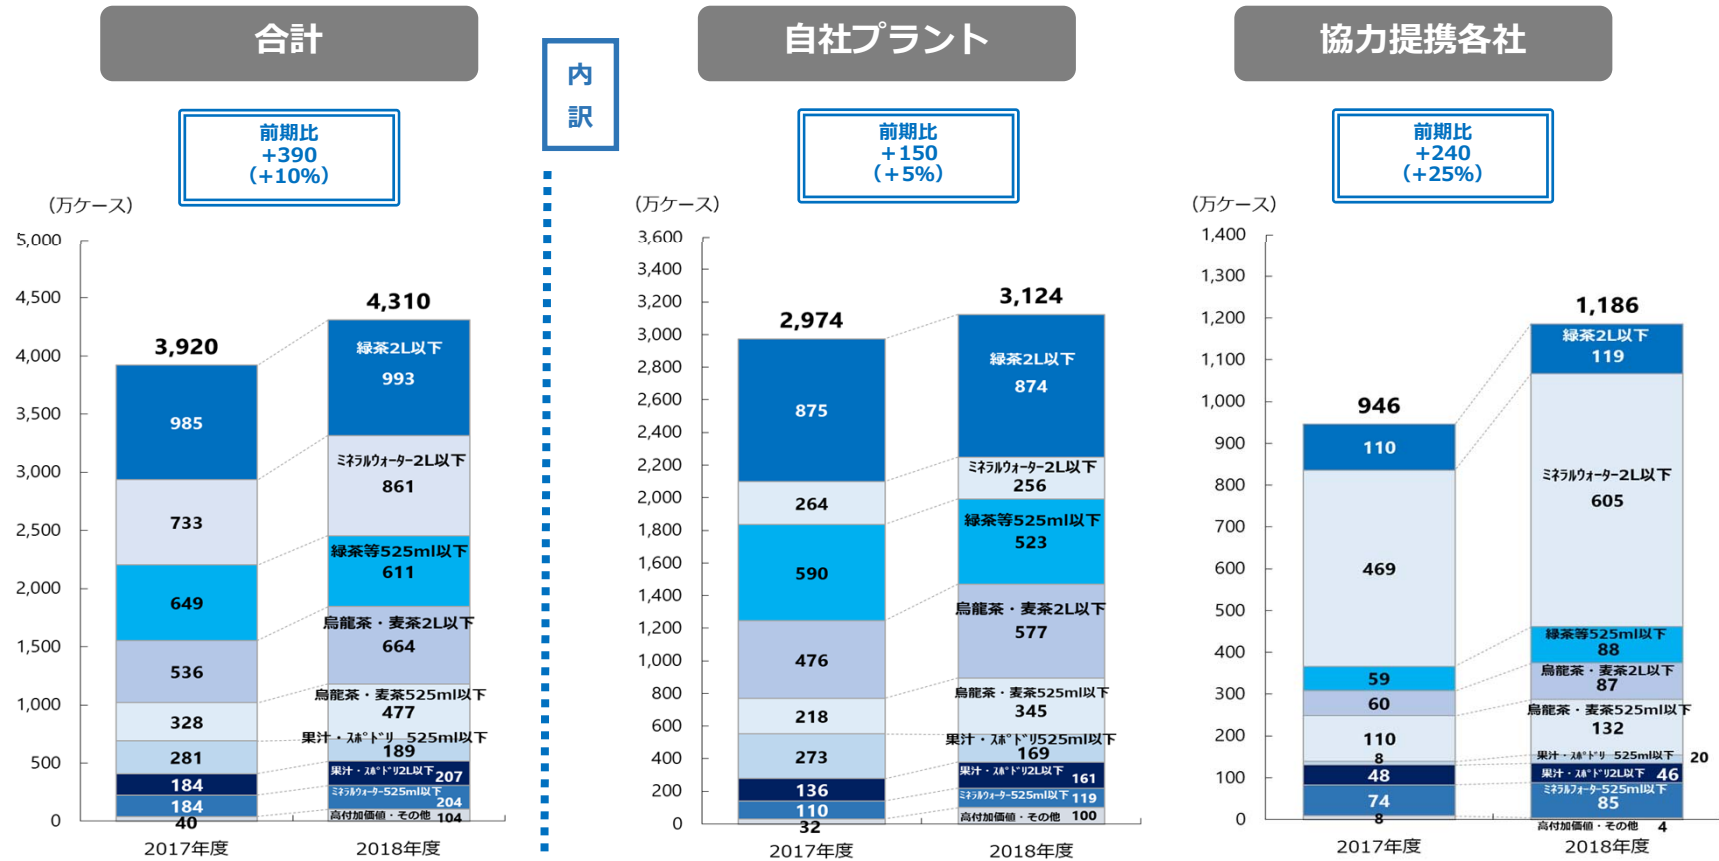 合計
前期比
+390
（+10%）
（万ケース）
5,000
4,500
4,000
3,500
3,000
2,500
2,000
1,500
1,000
500
0
3,920
985
733
649
536
328
281
184
184
40
2017年度
4,310
緑茶2L以下
993
ﾐﾈﾗﾙｳｫｰﾀｰ2L以下
861
緑茶等525ml以下
611
烏龍茶・麦茶2L以下
664
烏龍茶・麦茶525ml以下
477
果汁・ｽﾎﾟﾄﾞﾘ 525ml以下
189
果汁・ｽﾎﾟﾄﾞﾘ2L以下 207
ﾐﾈﾗﾙｳｫｰﾀｰ525ml以下
204
高付加価値・その他 104
2018年度
内
訳
自社プラント
前期比
+150
（+5%）
（万ケース）
3,600
3,400
3,200
3,000
2,800
2,600
2,400
2,200
2,000
1,800
1,600
1,400
1,200
1,000
800
600
400
200
0
2,974
875
264
590
476
218
273
136
110
32
2017年度
3,124
緑茶2L以下
874
ﾐﾈﾗﾙｳｫｰﾀｰ2L以下
256
緑茶等525ml以下
523
烏龍茶・麦茶2L以下
577
烏龍茶・麦茶525ml以下
345
果汁・ｽﾎﾟﾄﾞﾘ525ml以下
169
果汁・ｽﾎﾟﾄﾞﾘ2L以下 161
ﾐﾈﾗﾙｳｫｰﾀｰ525ml以下 119
高付加価値・その他 100
2018年度
協力提携各社
前期比
+240
（+25%）
（万ケース）
1,400
1,300
1,200
1,100
1,000
900
800
700
600
500
400
300
200
100
0
946
110
469
59
60
110
8
48
74
8
2017年度
1,186
緑茶2L以下
119
ﾐﾈﾗﾙｳｫｰﾀｰ2L以下
605
緑茶等525ml以下
88
烏龍茶・麦茶2L以下
87
烏龍茶・麦茶525ml以下
132
果汁・ｽﾎﾟﾄﾞﾘ 525ml以下 20
果汁・ｽﾎﾟﾄﾞﾘ2L以下 46
ﾐﾈﾗﾙフォｰﾀｰ525ml以下
85
高付加価値・その他 4
2018年度